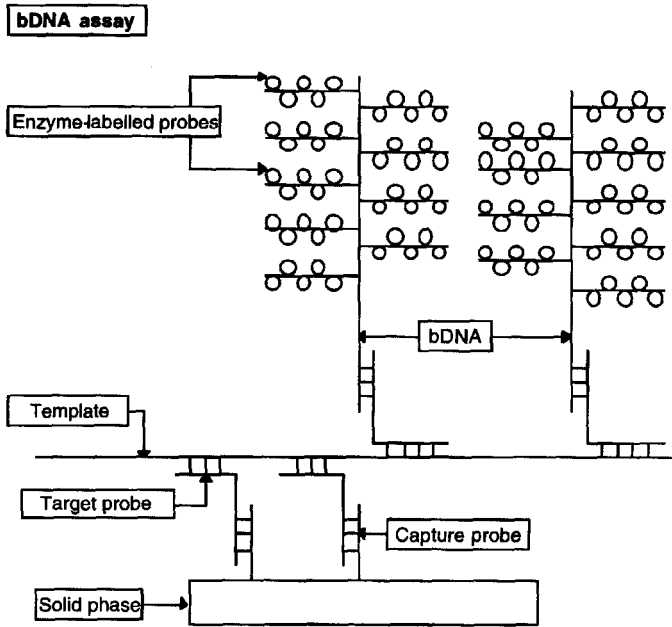 bDNA assay
Enzyme-labelled probes
bDNA
Template
Target probe
Capture probe
Solid phase